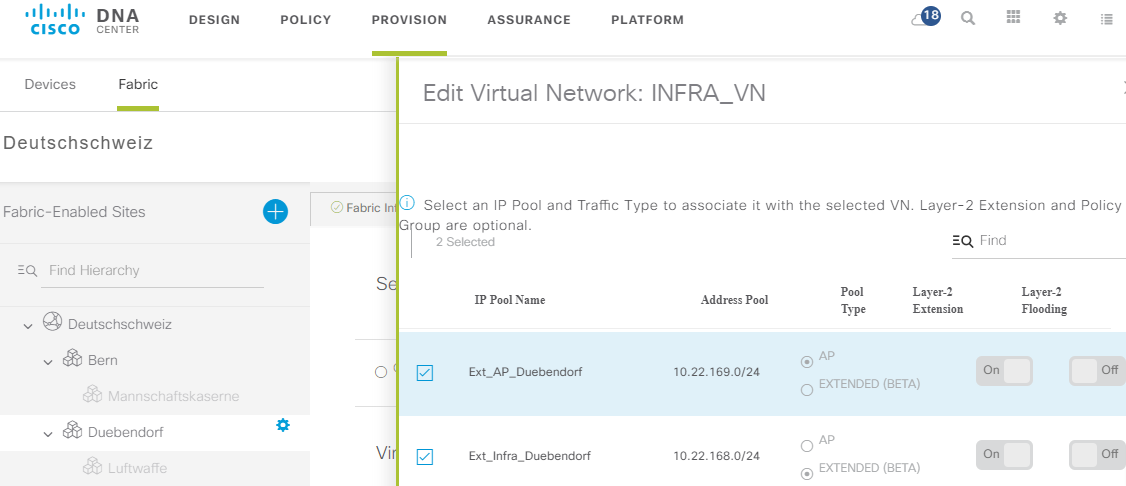 CISCO DNA CENTER
DESIGN POLICY PROVISION ASSURANCE PLATFORM 18
Devices Fabric
Deutschschweiz
Fabric-Enabled Sites
Find Hierarchy
Deutschschweiz
Bern
Mannschaftskaserne
Duebendorf
Luftwaffe
Fabric Inf
Se
Vir
Edit Virtual Network: INFRA_VN
Select an IP Pool and Traffic Type to associate it with the selected VN. Layer-2 Extension and Policy
Group are optional.
2 Selected
Find
IP Pool Name Address Pool Pool Type Layer-2 Extension Layer-2 Flooding
Ext_AP_Duebendorf 10.22.169.0/24 AP EXTENDED (BETA) On Off
Ext_Infra_Duebendorf 10.22.168.0/24 AP EXTENDED (BETA) On Off